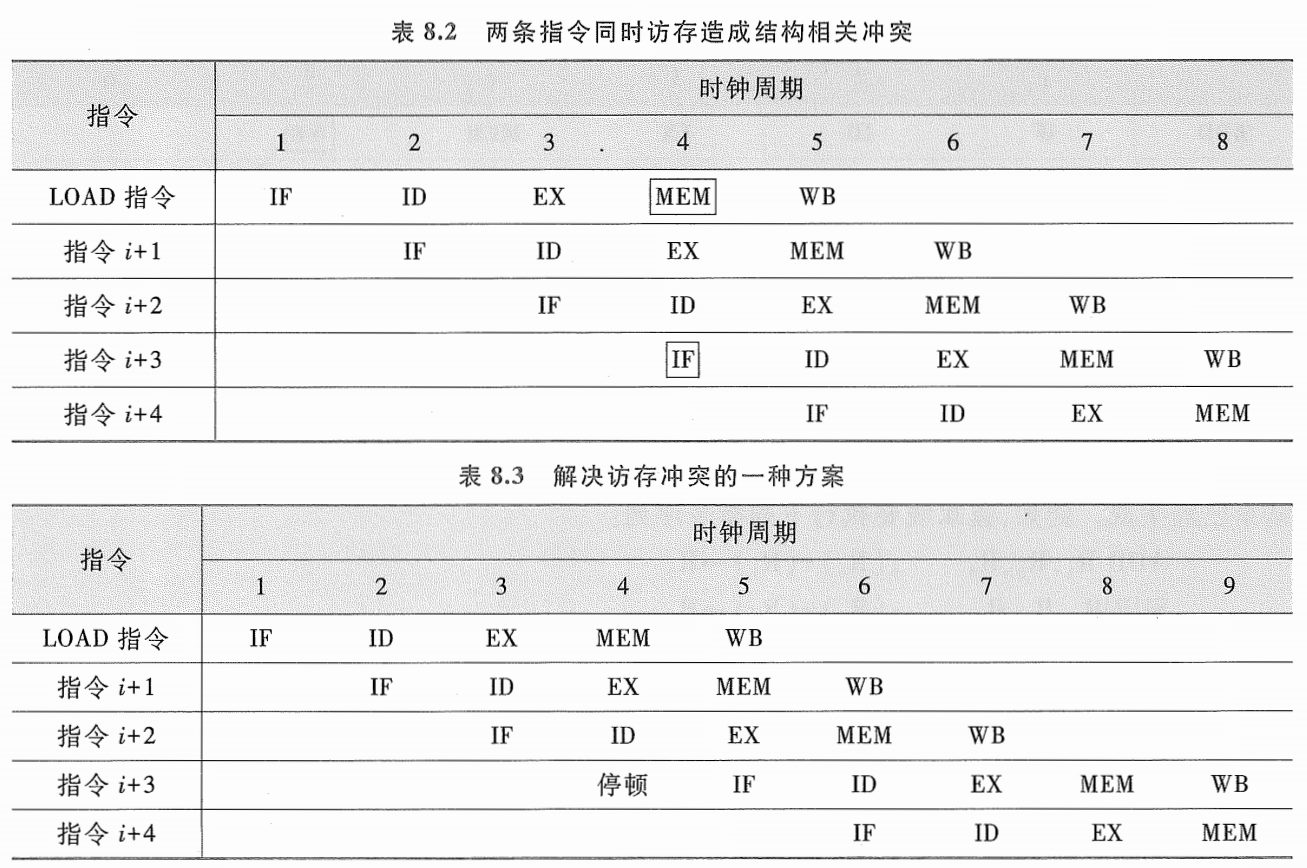 表 8.2 两条指令同时访存造成结构相关冲突
指令 时钟周期
1 2 3 4 5 6 7 8
LOAD 指令 IF ID EX MEM WB
指令 i+1 IF ID EX MEM WB
指令 i+2 IF ID EX MEM WB
指令 i+3 IF ID EX MEM WB
指令 i+4 IF ID EX MEM
表 8.3 解决访存冲突的一种方案
指令 时钟周期
1 2 3 4 5 6 7 8 9
LOAD 指令 IF ID EX MEM WB
指令 i+1 IF ID EX MEM WB
指令 i+2 IF ID EX MEM WB
指令 i+3 停顿 IF ID EX MEM WB
指令 i+4 IF ID EX MEM